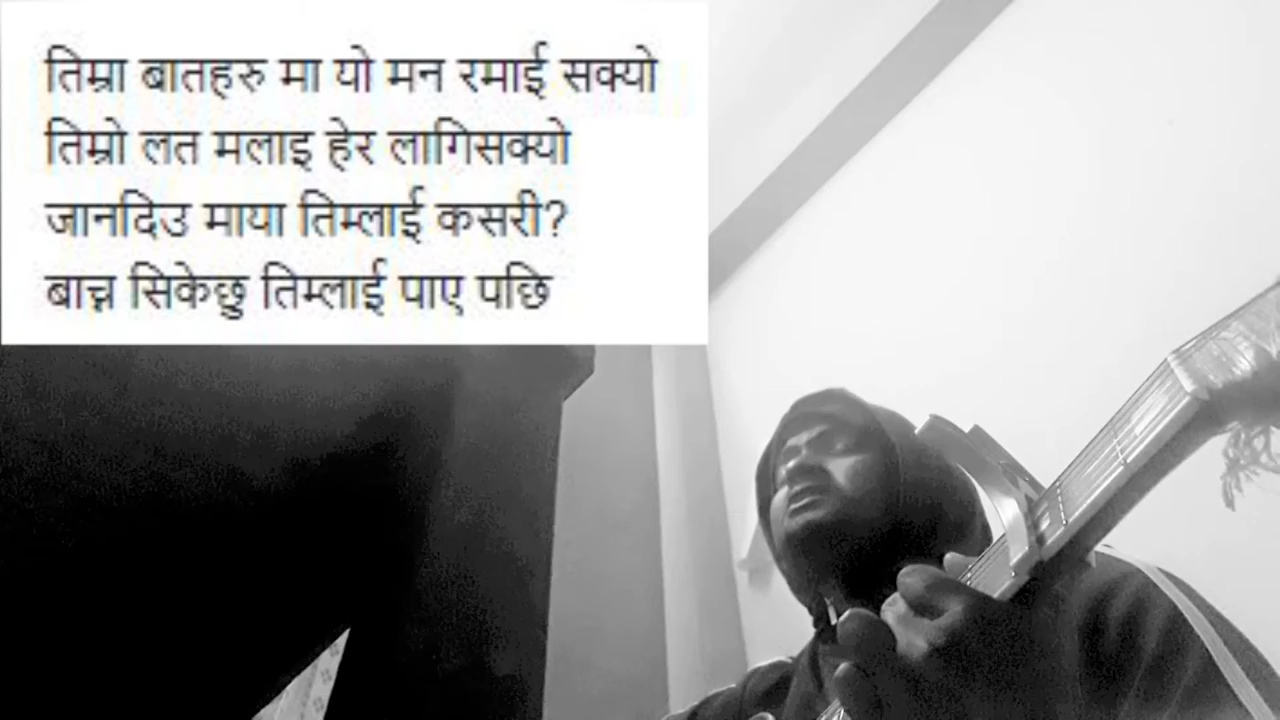 तिम्रा बातहरु मा यो मन रमाई सक्यो
तिम्रो लत मलाइ हेर लागिसक्यो
जानदिउ माया तिम्लाई कसरी?
बाच्न सिकेछु तिम्लाई पाए पछि